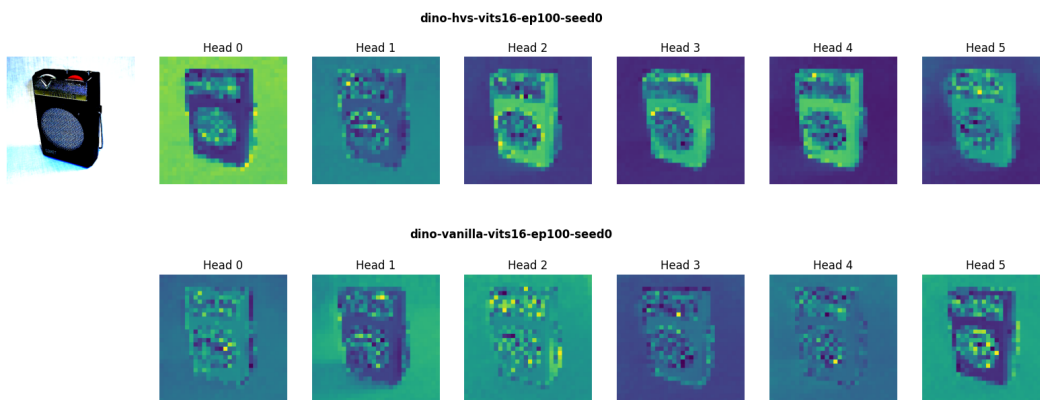 dino-hvs-vits16-ep100-seed0
Head 0 Head 1 Head 2 Head 3 Head 4 Head 5
dino-vanilla-vits16-ep100-seed0
Head 0 Head 1 Head 2 Head 3 Head 4 Head 5